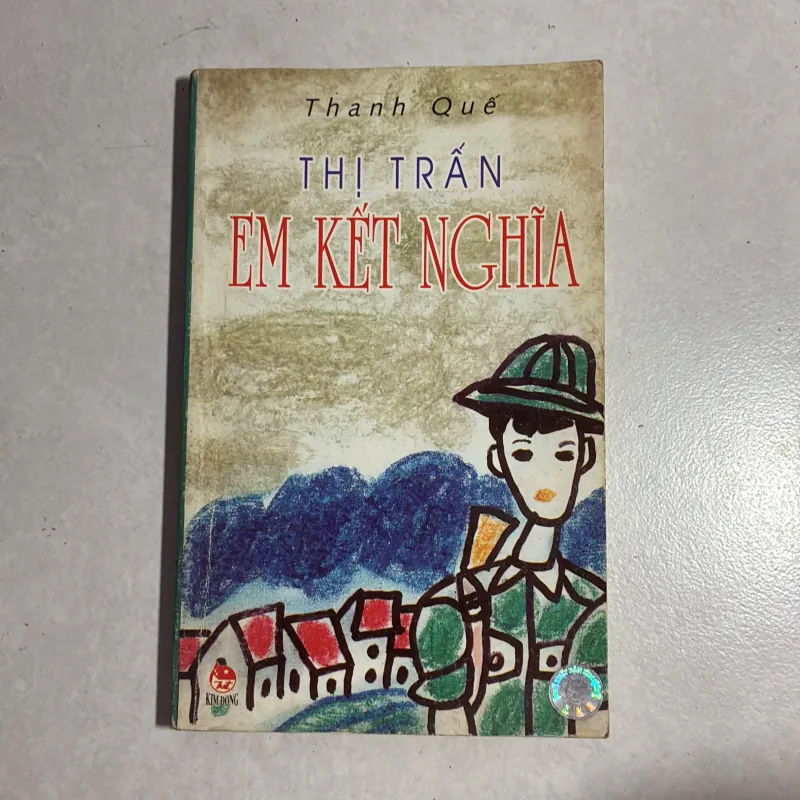 Thanh Quế
THỊ TRẤN
EM KẾT NGHĨA
KIM ĐỒNG